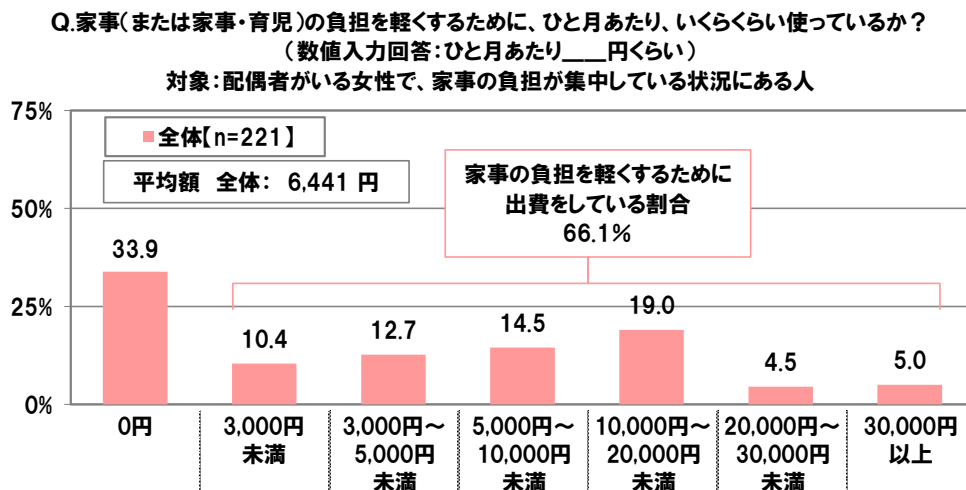 Q.家事(または家事・育児)の負担を軽くするために、ひと月あたり、いくらくらい使っているか?
(数値入力回答:ひと月あたり___円くらい)
対象:配偶者がいる女性で、家事の負担が集中している状況にある人
75%
全体【n=221】
平均額 全体: 6,441 円
家事の負担を軽くするために
出費をしている割合
66.1%
50%
33.9
25%
10.4
12.7
14.5
19.0
4.5
5.0
0%
0円
3,000円
未満
3,000円~
5,000円
未満
5,000円~
10,000円
未満
10,000円~
20,000円
未満
20,000円~
30,000円
未満
30,000円
以上